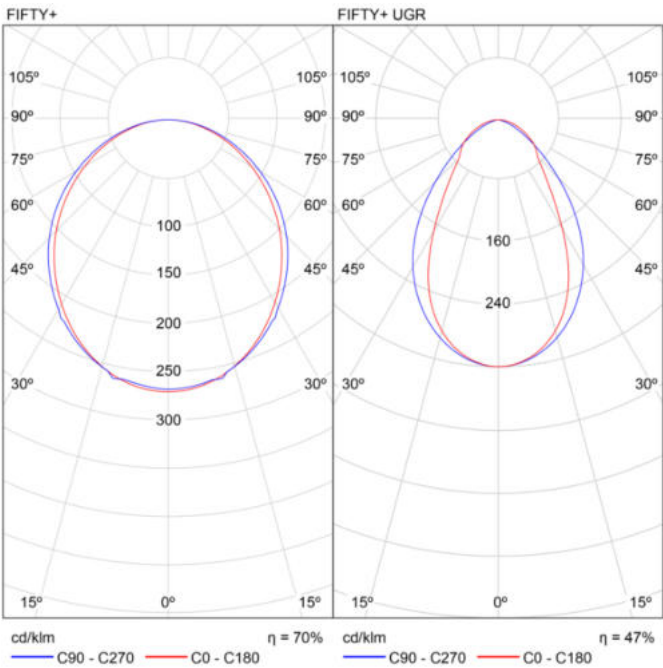 FIFTY+
105º 105º
90º 90º
75º 75º
60º 60º
45º 45º
30º 30º
100
150
200
250
300
15º 0º 15º
cd/klm η = 70%
C90 - C270 C0 - C180
FIFTY+ UGR
105º 105º
90º 90º
75º 75º
60º 60º
45º 45º
30º 30º
160
240
15º 0º 15º
cd/klm η = 47%
C90 - C270 C0 - C180